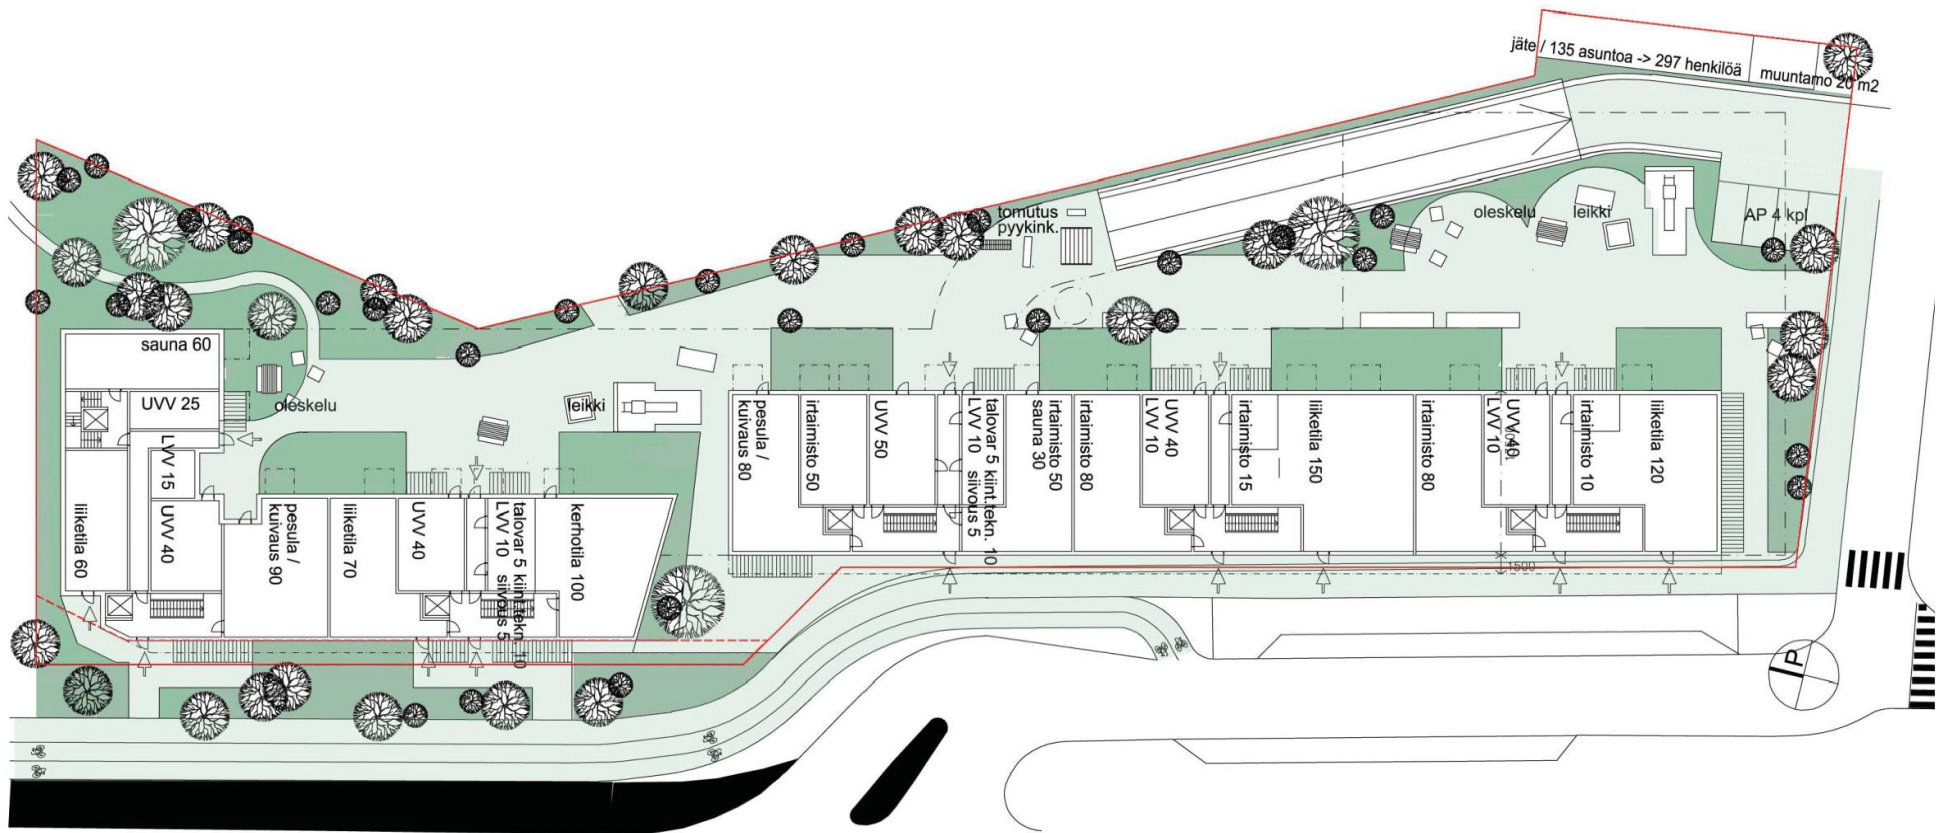 jäte / 135 asuntoa -> 297 henkilöä
muuntamo 20 m2
tomutus
pyykink.
oleskelu
leikki
AP 4 kpl
sauna 60
UVV 25
LVV 15
UVV 40
liiketila 60
oleskelu
leikki
pesula /
kuivaus 90
liiketila 70
UVV 40
talovar 5 kiint.tekn. 10
LVV 10 siivous 5
kerhotila 100
pesula /
kuivaus 80
irtaimisto 50
UVV 50
talovar 5 kiint.tekn. 10
LVV 10 siivous 5
irtaimisto 50
sauna 30
irtaimisto 80
UVV 40
LVV 10
irtaimisto 15
liiketila 150
irtaimisto 80
UVV 40
LVV 10
irtaimisto 10
liiketila 120
1500
P